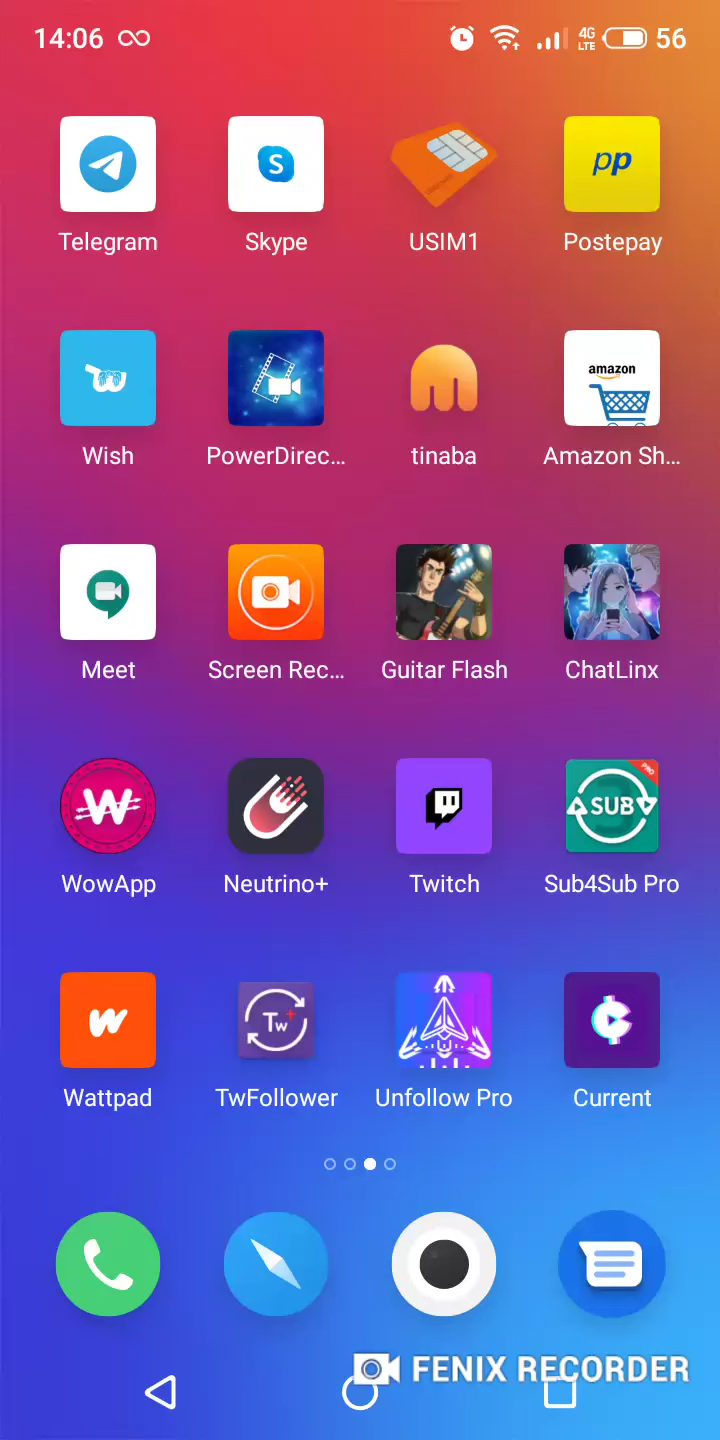 14:06 4G LTE 56
S pp
Telegram Skype USIM1 Postepay
amazon
Wish PowerDirec... tinaba Amazon Sh...
Meet Screen Rec... Guitar Flash ChatLinx
W SUB PRO
WowApp Neutrino+ Twitch Sub4Sub Pro
w Tw+
Wattpad TwFollower Unfollow Pro Current
FENIX RECORDER